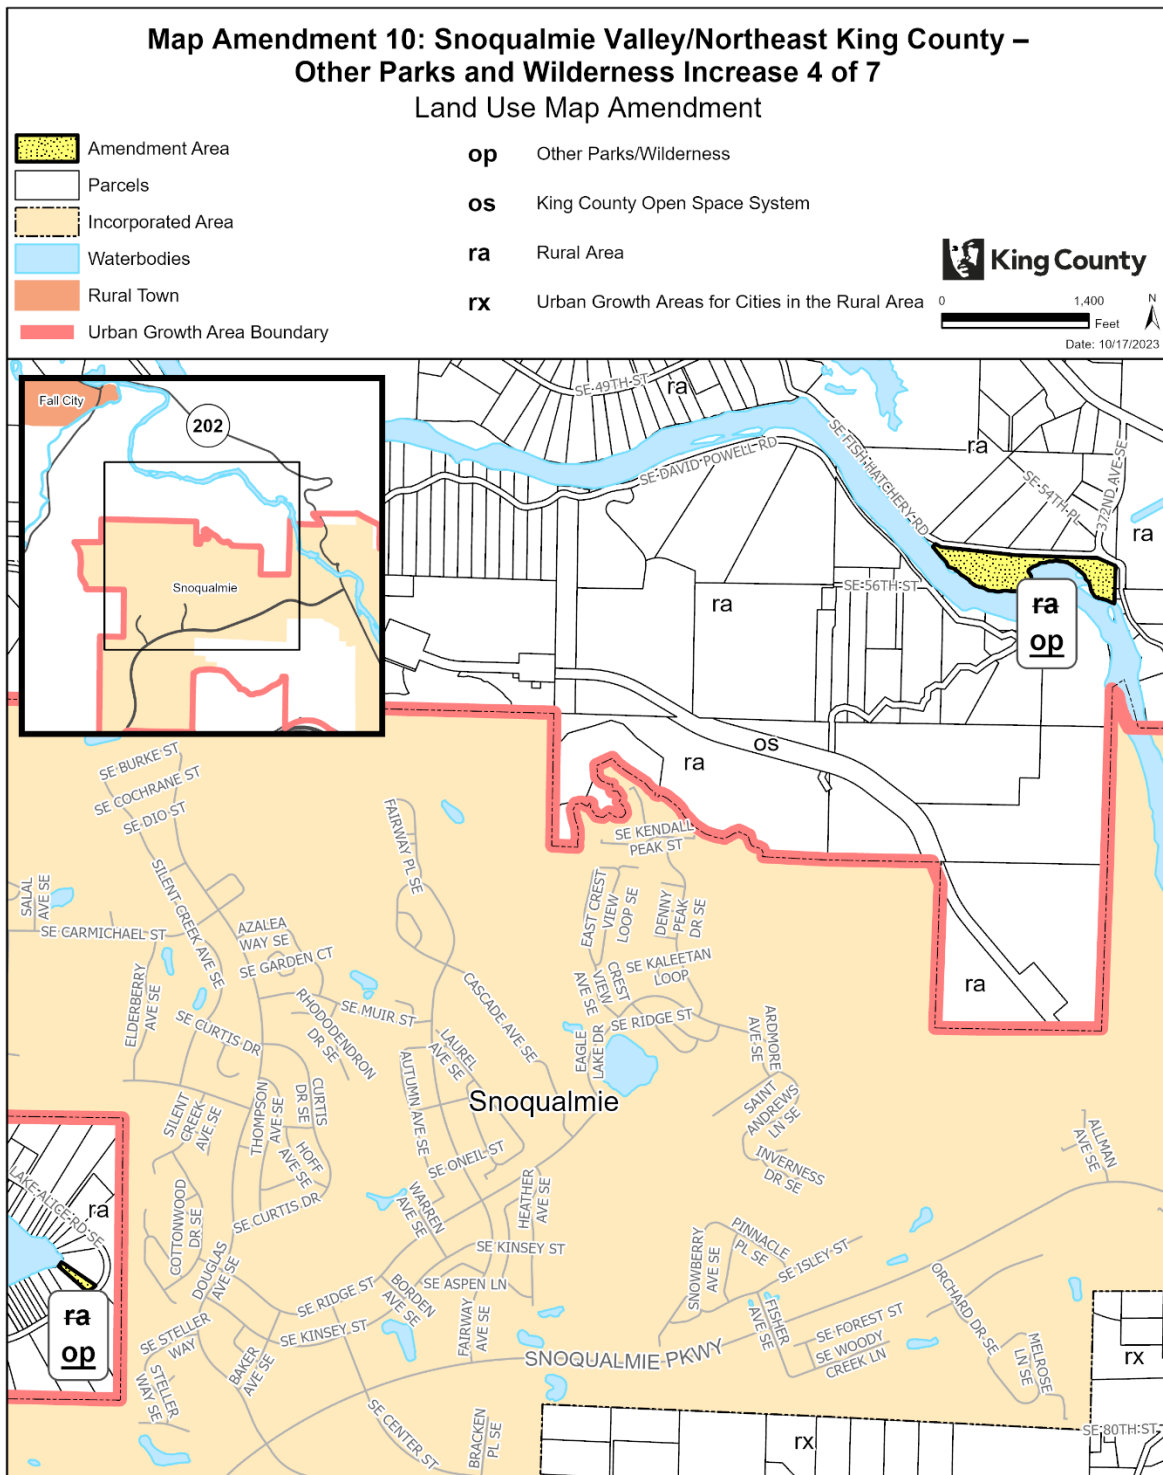 Map Amendment 10: Snoqualmie Valley/Northeast King County –
Other Parks and Wilderness Increase 4 of 7
Land Use Map Amendment
Amendment Area
Parcels
Incorporated Area
Waterbodies
Rural Town
Urban Growth Area Boundary
op Other Parks/Wilderness
os King County Open Space System
ra Rural Area
rx Urban Growth Areas for Cities in the Rural Area
King County
0 1,400
Feet
N
Date: 10/17/2023
Fall City
202
Snoqualmie
SE 49TH ST
ra
SE DAVID POWELL RD
SE FISH HATCHERY RD
ra
SE 54TH PL
372ND AVE SE
ra
SE 56TH ST
ra
ra
op
os
ra
SE BURKE ST
SE COCHRANE ST
SE DIO ST
FAIRWAY PL SE
SE KENDALL
PEAK ST
SILENT CREEK AVE SE
SALAL
AVE SE
SE CARMICHAEL ST
AZALEA
WAY SE
SE GARDEN CT
EAST CREST
VIEW
LOOP SE
DENNY
PEAK
DR SE
SE KALEETAN
LOOP
CREST
VIEW
AVE SE
ra
ELDERBERRY
AVE SE
SE CURTIS DR
RHODODENDRON
DR SE
SE MUIR ST
CASCADE AVE SE
SE RIDGE ST
EAGLE
LAKE DR
ARDMORE
AVE SE
LAUREL
AVE SE
AUTUMN AVE SE
Snoqualmie
SAINT
ANDREWS
LN SE
SILENT
CREEK
AVE SE
THOMPSON
AVE SE
CURTIS
DR SE
HOFF
AVE SE
SE ONEIL ST
INVERNESS
DR SE
ALLMAN
AVE SE
LAKE ALICE RD SE
ra
COTTONWOOD
DR SE
SE CURTIS DR
WARREN
AVE SE
HEATHER
AVE SE
SE KINSEY ST
PINNACLE
PL SE
SNOWBERRY
AVE SE
SE ISLEY ST
DOUGLAS
AVE SE
SE RIDGE ST
BORDEN
AVE SE
SE ASPEN LN
ORCHARD DR SE
ra
op
SE STELLER
WAY
SE KINSEY ST
FAIRWAY
AVE SE
FISHER
AVE SE
SE FOREST ST
SE WOODY
CREEK LN
MELROSE
LN SE
rx
STELLER
WAY SE
BAKER
AVE SE
SNOQUALMIE PKWY
SE CENTER ST
BRACKEN
PL SE
rx
SE 80TH ST